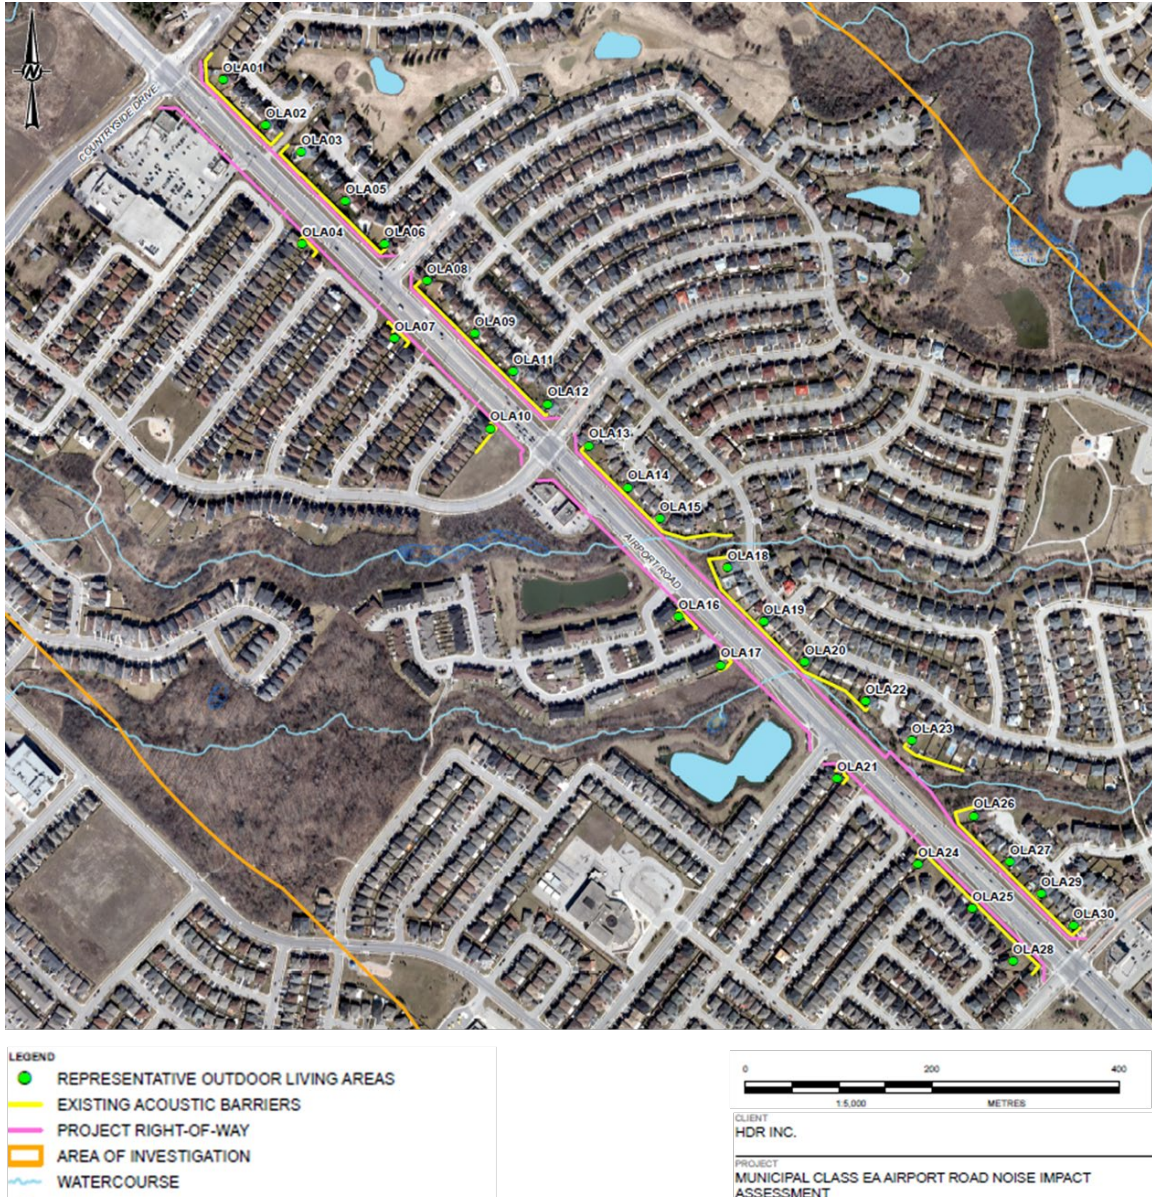 N
COUNTRYSIDE DRIVE
OLA01
OLA02
OLA03
OLA05
OLA04
OLA06
OLA08
OLA07
OLA09
OLA11
OLA12
OLA10
OLA13
OLA14
OLA15
AIRPORT ROAD
OLA18
OLA16
OLA19
OLA17
OLA20
OLA22
OLA23
OLA21
OLA26
OLA24
OLA27
OLA29
OLA25
OLA30
OLA28
LEGEND
REPRESENTATIVE OUTDOOR LIVING AREAS
EXISTING ACOUSTIC BARRIERS
PROJECT RIGHT-OF-WAY
AREA OF INVESTIGATION
WATERCOURSE
0 200 400
1:5,000 METRES
CLIENT
HDR INC.
PROJECT
MUNICIPAL CLASS EA AIRPORT ROAD NOISE IMPACT
ASSESSMENT